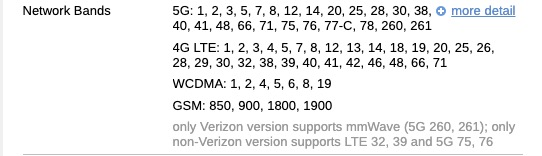 Network Bands
5G: 1, 2, 3, 5, 7, 8, 12, 14, 20, 25, 28, 30, 38, more detail
40, 41, 48, 66, 71, 75, 76, 77-C, 78, 260, 261
4G LTE: 1, 2, 3, 4, 5, 7, 8, 12, 13, 14, 18, 19, 20, 25, 26,
28, 29, 30, 32, 38, 39, 40, 41, 42, 46, 48, 66, 71
WCDMA: 1, 2, 4, 5, 6, 8, 19
GSM: 850, 900, 1800, 1900
only Verizon version supports mmWave (5G 260, 261); only
non-Verizon version supports LTE 32, 39 and 5G 75, 76